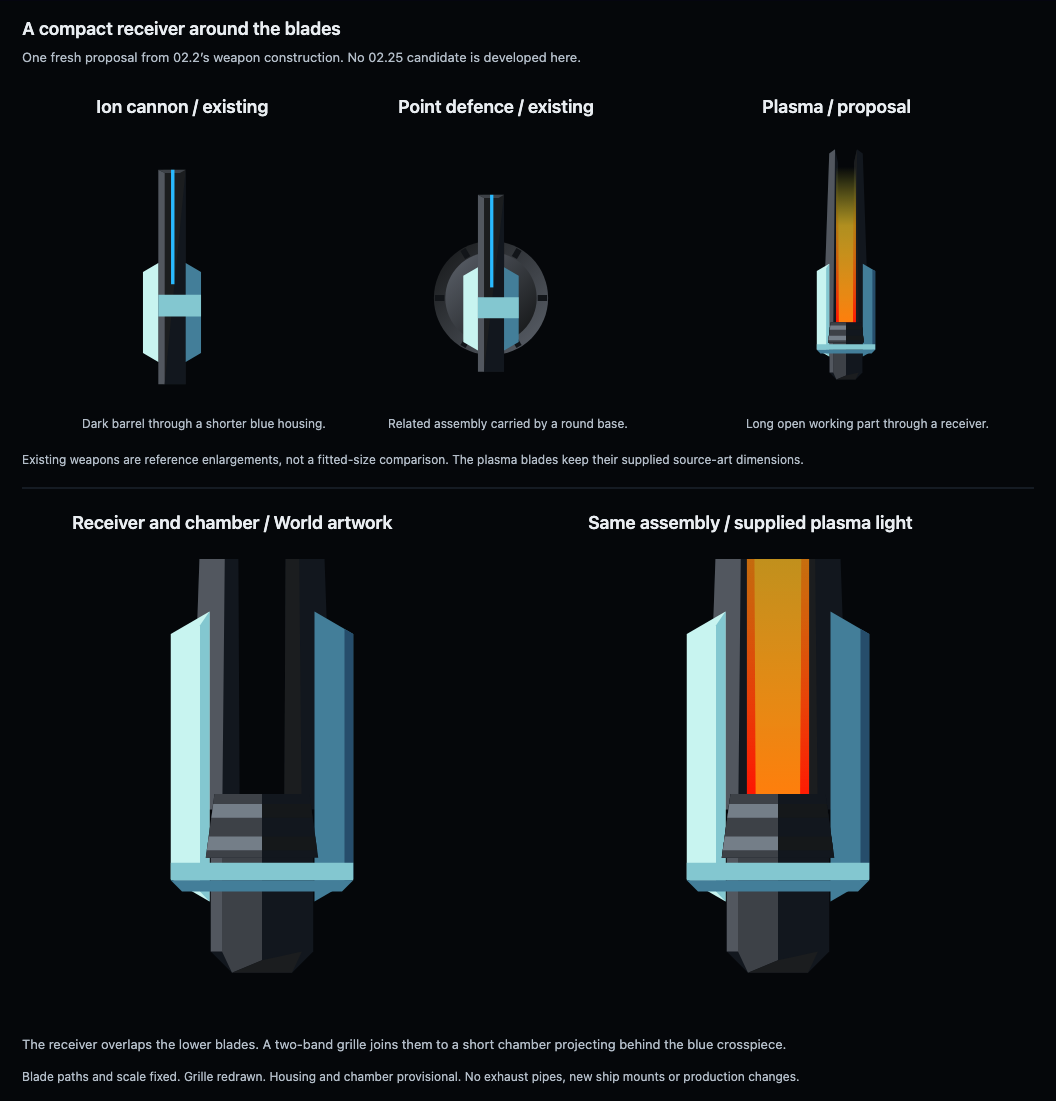 A compact receiver around the blades
One fresh proposal from 02.2’s weapon construction. No 02.25 candidate is developed here.
Ion cannon / existing
Point defence / existing
Plasma / proposal
Dark barrel through a shorter blue housing.
Related assembly carried by a round base.
Long open working part through a receiver.
Existing weapons are reference enlargements, not a fitted-size comparison. The plasma blades keep their supplied source-art dimensions.
Receiver and chamber / World artwork
Same assembly / supplied plasma light
The receiver overlaps the lower blades. A two-band grille joins them to a short chamber projecting behind the blue crosspiece.
Blade paths and scale fixed. Grille redrawn. Housing and chamber provisional. No exhaust pipes, new ship mounts or production changes.